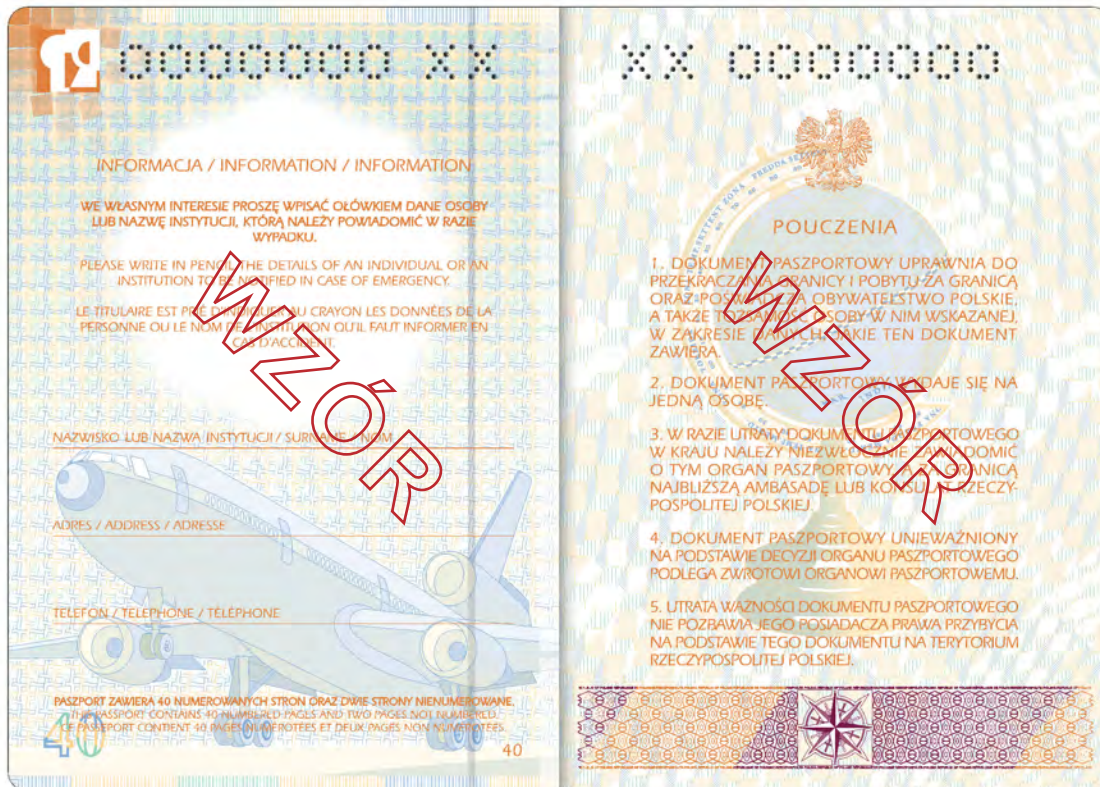 0000000 XX
INFORMACJA / INFORMATION / INFORMATION
WE WŁASNYM INTERESIE PROSZĘ WPISAĆ OŁÓWKIEM DANE OSOBY
LUB NAZWĘ INSTYTUCJI, KTÓRĄ NALEŻY POWIADOMIĆ W RAZIE
WYPADKU.
PLEASE WRITE IN PENCIL THE DETAILS OF AN INDIVIDUAL OR AN
INSTITUTION TO BE NOTIFIED IN CASE OF EMERGENCY.
LE TITULAIRE EST PRIÉ D'INDIQUER AU CRAYON LES DONNÉES DE LA
PERSONNE OU LE NOM DE L'INSTITUTION QU'IL FAUT INFORMER EN
CAS D'ACCIDENT.
WZÓR
NAZWISKO LUB NAZWA INSTYTUCJI / SURNAME / NOM
ADRES / ADDRESS / ADRESSE
TELEFON / TELEPHONE / TÉLÉPHONE
PASZPORT ZAWIERA 40 NUMEROWANYCH STRON ORAZ DWIE STRONY NIENUMEROWANE.
THE PASSPORT CONTAINS 40 NUMBERED PAGES AND TWO PAGES NOT NUMBERED.
LE PASSEPORT CONTIENT 40 PAGES NUMÉROTÉES ET DEUX PAGES NON NUMÉROTÉES.
40
40
XX 0000000
POUCZENIA
1. DOKUMENT PASZPORTOWY UPRAWNIA DO
PRZEKRACZANIA GRANICY I POBYTU ZA GRANICĄ
ORAZ POŚWIADCZA OBYWATELSTWO POLSKIE,
A TAKŻE TOŻSAMOŚĆ OSOBY W NIM WSKAZANEJ,
W ZAKRESIE DANYCH, JAKIE TEN DOKUMENT
ZAWIERA.
2. DOKUMENT PASZPORTOWY WYDAJE SIĘ NA
JEDNĄ OSOBĘ.
3. W RAZIE UTRATY DOKUMENTU PASZPORTOWEGO
W KRAJU NALEŻY NIEZWŁOCZNIE ZAWIADOMIĆ
O TYM ORGAN PASZPORTOWY, A ZA GRANICĄ
NAJBLIŻSZĄ AMBASADĘ LUB KONSULAT RZECZY-
POSPOLITEJ POLSKIEJ.
4. DOKUMENT PASZPORTOWY UNIEWAŻNIONY
NA PODSTAWIE DECYZJI ORGANU PASZPORTOWEGO
PODLEGA ZWROTOWI ORGANOWI PASZPORTOWEMU.
5. UTRATA WAŻNOŚCI DOKUMENTU PASZPORTOWEGO
NIE POZBAWIA JEGO POSIADACZA PRAWA PRZYBYCIA
NA PODSTAWIE TEGO DOKUMENTU NA TERYTORIUM
RZECZYPOSPOLITEJ POLSKIEJ.
WZÓR